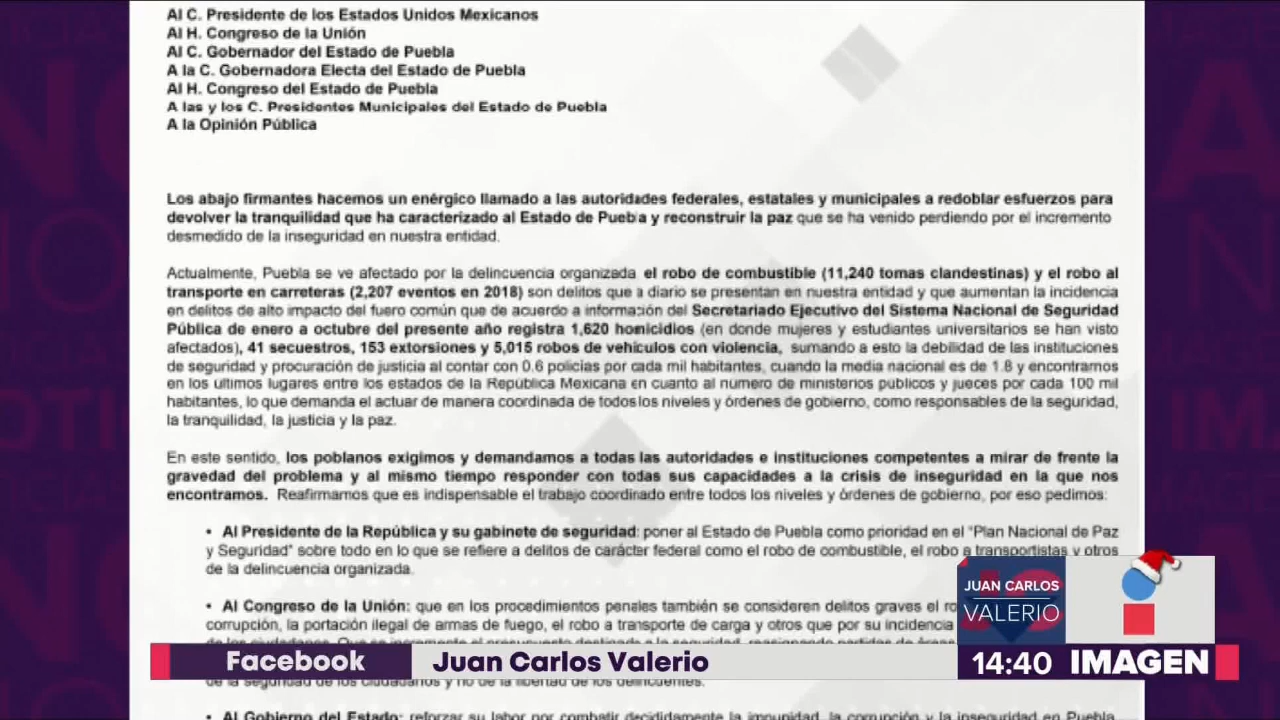 Al C. Presidente de los Estados Unidos Mexicanos
Al H. Congreso de la Unión
Al C. Gobernador del Estado de Puebla
A la C. Gobernadora Electa del Estado de Puebla
Al H. Congreso del Estado de Puebla
A las y los C. Presidentes Municipales del Estado de Puebla
A la Opinión Pública
Los abajo firmantes hacemos un enérgico llamado a las autoridades federales, estatales y municipales a redoblar esfuerzos para
devolver la tranquilidad que ha caracterizado al Estado de Puebla y reconstruir la paz que se ha venido perdiendo por el incremento
desmedido de la inseguridad en nuestra entidad.
Actualmente, Puebla se ve afectado por la delincuencia organizada, el robo de combustible (11,240 tomas clandestinas) y el robo al
transporte en carreteras (2,207 eventos en 2018) son delitos que a diario se presentan en nuestra entidad y que aumentan la incidencia
en delitos de alto impacto del fuero común que de acuerdo a información del Secretariado Ejecutivo del Sistema Nacional de Seguridad
Pública de enero a octubre del presente año registra 1,620 homicidios (en donde mujeres y estudiantes universitarios se han visto
afectados), 41 secuestros, 153 extorsiones y 5,015 robos de vehículos con violencia, sumando a esto la debilidad de las instituciones
de seguridad y procuración de justicia al contar con 0.6 policías por cada mil habitantes, cuando la media nacional es de 1.8 y encontramos
en los últimos lugares entre los estados de la República Mexicana en cuanto al número de ministerios públicos y jueces por cada 100 mil
habitantes, lo que demanda el actuar de manera coordinada de todos los niveles y órdenes de gobierno, como responsables de la seguridad,
la tranquilidad, la justicia y la paz.
En este sentido, los poblanos exigimos y demandamos a todas las autoridades e instituciones competentes a mirar de frente la
gravedad del problema y al mismo tiempo responder con todas sus capacidades a la crisis de inseguridad en la que nos
encontramos. Reafirmamos que es indispensable el trabajo coordinado entre todos los niveles y órdenes de gobierno, por eso pedimos:
• Al Presidente de la República y su gabinete de seguridad: poner al Estado de Puebla como prioridad en el "Plan Nacional de Paz
y Seguridad" sobre todo en lo que se refiere a delitos de carácter federal como el robo de combustible, el robo a transportistas y otros
de la delincuencia organizada.
• Al Congreso de la Unión: que en los procedimientos penales también se consideren delitos graves el ro
corrupción, la portación ilegal de armas de fuego, el robo a transporte de carga y otros que por su incidencia
de la seguridad de los ciudadanos y no de la libertad de los delincuentes.
• Al Gobierno del Estado: reforzar su labor por combatir decididamente la impunidad, la corrupción y la inseguridad en Puebla,
JUAN CARLOS
VALERIO
Facebook Juan Carlos Valerio
14:40 IMAGEN